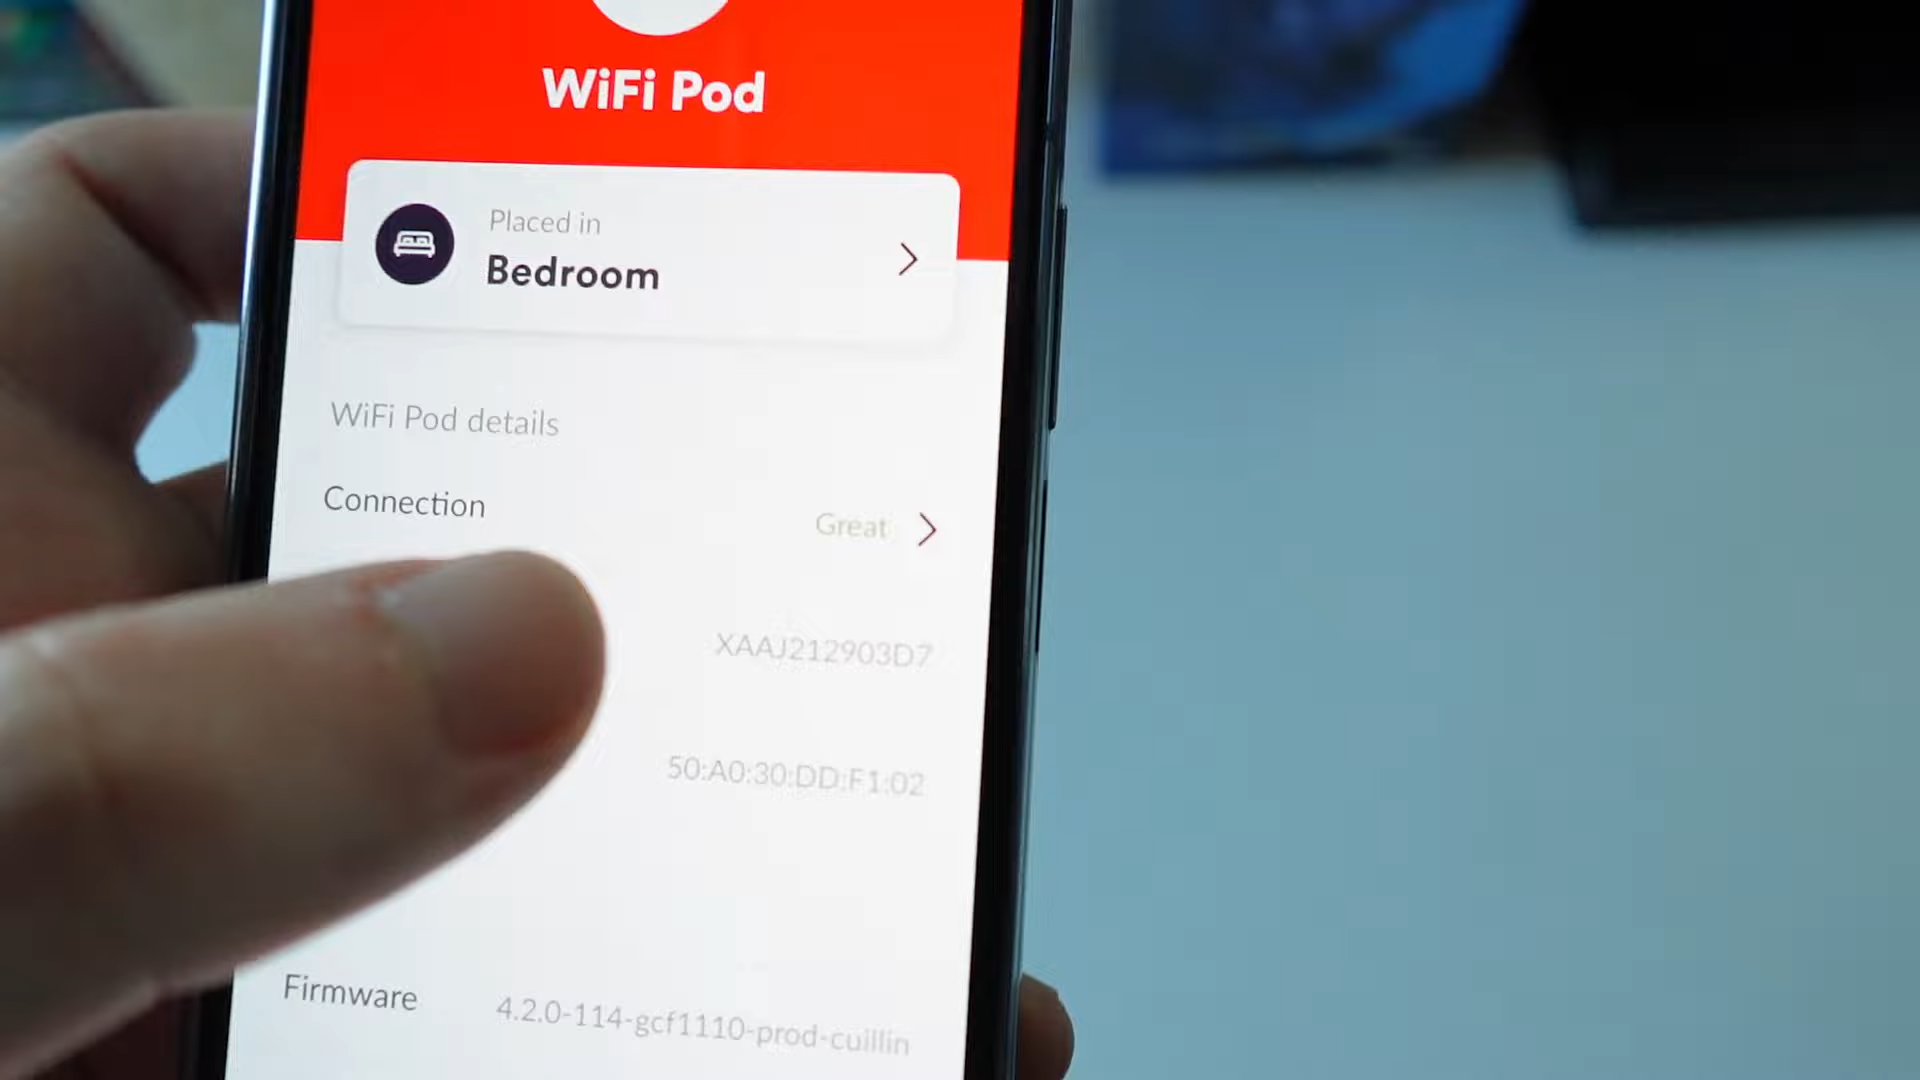 WiFi Pod
Placed in
Bedroom
WiFi Pod details
Connection
Great
XAAJ212903D7
50:A0:30:DD:F1:02
Firmware
4.2.0-114-gcf1110-prod-cuillin